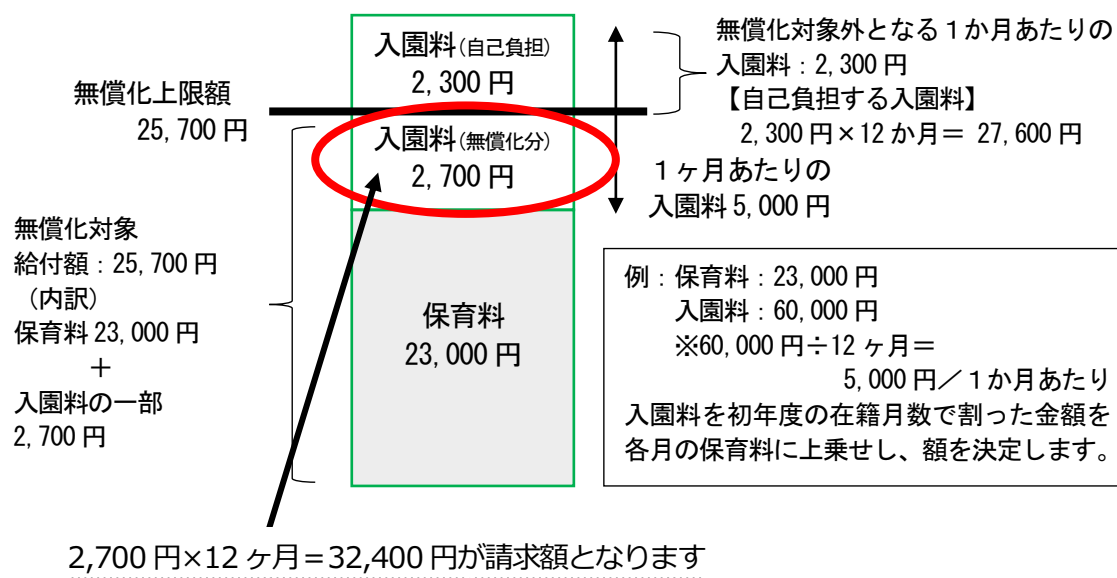 無償化上限額
25,700円
無償化対象
給付額：25,700円
（内訳）
保育料23,000円
＋
入園料の一部
2,700円
入園料(自己負担)
2,300円
入園料(無償化分)
2,700円
保育料
23,000円
無償化対象外となる１か月あたりの
入園料：2,300円
【自己負担する入園料】
2,300円×12か月＝ 27,600円
１ヶ月あたりの
入園料5,000円
例：保育料：23,000円
入園料：60,000円
※60,000円÷12ヶ月＝
5,000円／１か月あたり
入園料を初年度の在籍月数で割った金額を
各月の保育料に上乗せし、額を決定します。
2,700円×12ヶ月＝32,400円が請求額となります